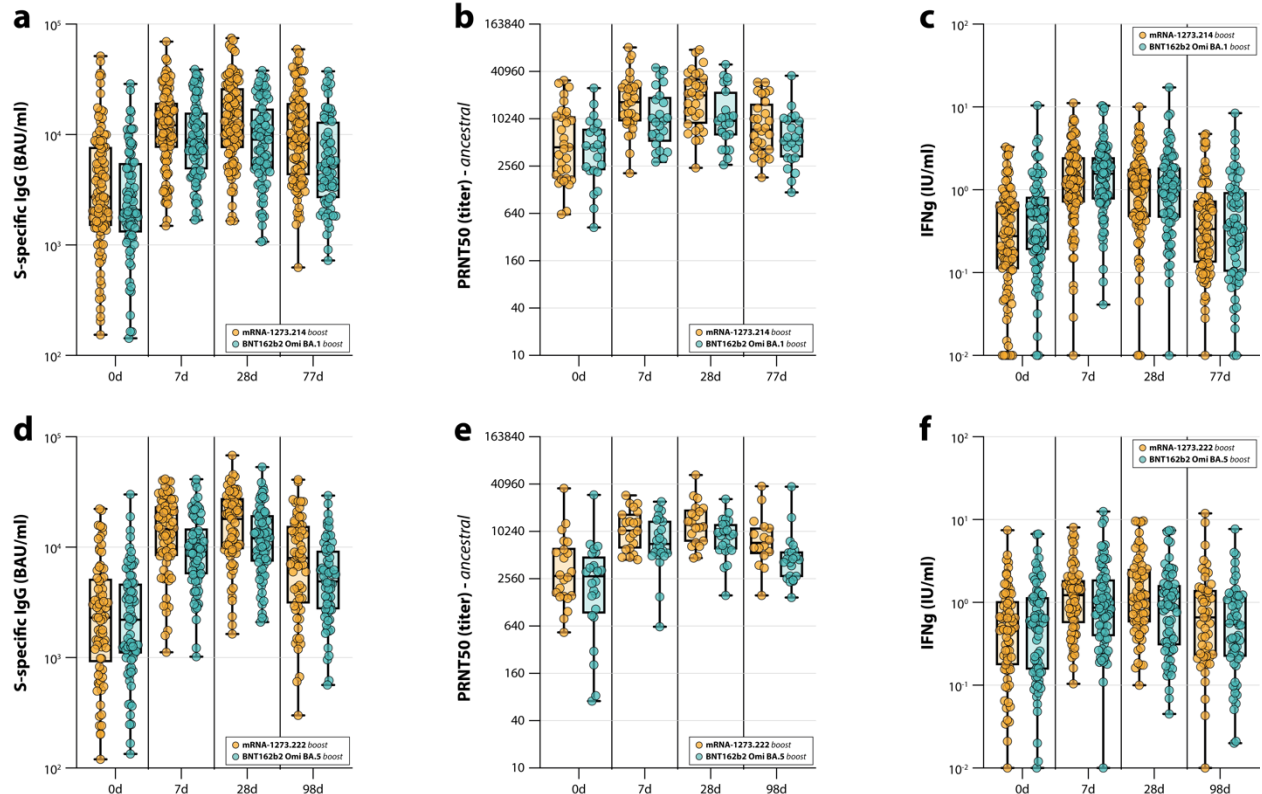 a
S-specific IgG (BAU/ml)
10⁵
10⁴
10³
10²
mRNA-1273.214 boost
BNT162b2 Omi BA.1 boost
0d 7d 28d 77d
b
PRNT50 (titer) - ancestral
163840
40960
10240
2560
640
160
40
10
mRNA-1273.214 boost
BNT162b2 Omi BA.1 boost
0d 7d 28d 77d
c
IFNg (IU/ml)
10²
10¹
10⁰
10⁻¹
10⁻²
mRNA-1273.214 boost
BNT162b2 Omi BA.1 boost
0d 7d 28d 77d
d
S-specific IgG (BAU/ml)
10⁵
10⁴
10³
10²
mRNA-1273.222 boost
BNT162b2 Omi BA.5 boost
0d 7d 28d 98d
e
PRNT50 (titer) - ancestral
163840
40960
10240
2560
640
160
40
10
mRNA-1273.222 boost
BNT162b2 Omi BA.5 boost
0d 7d 28d 98d
f
IFNg (IU/ml)
10²
10¹
10⁰
10⁻¹
10⁻²
mRNA-1273.222 boost
BNT162b2 Omi BA.5 boost
0d 7d 28d 98d